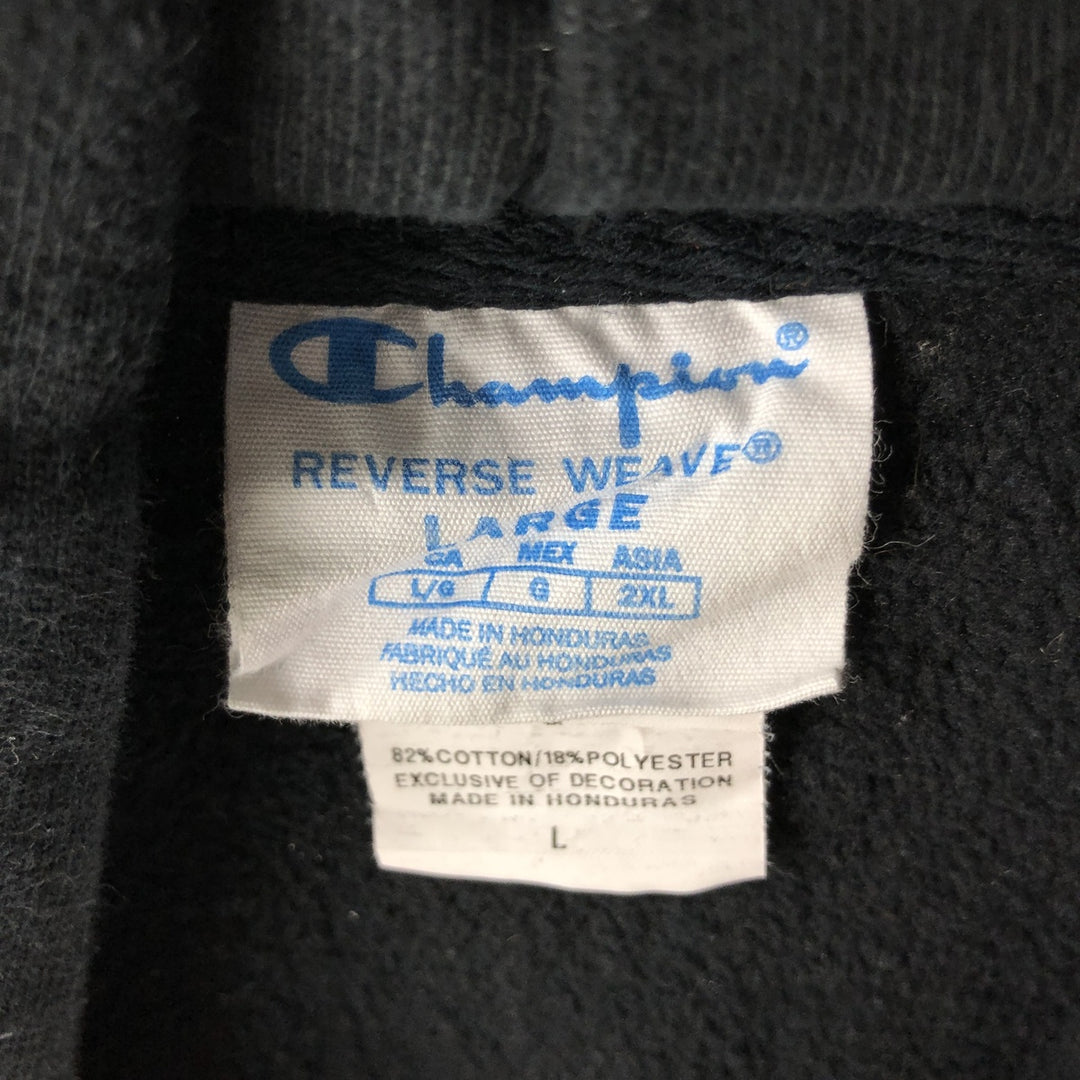 Champion®
REVERSE WEAVE®
LARGE
MEX ASIA
L/G G 2XL
MADE IN HONDURAS
FABRIQUÉ AU HONDURAS
HECHO EN HONDURAS
82% COTTON/18% POLYESTER
EXCLUSIVE OF DECORATION
MADE IN HONDURAS
L